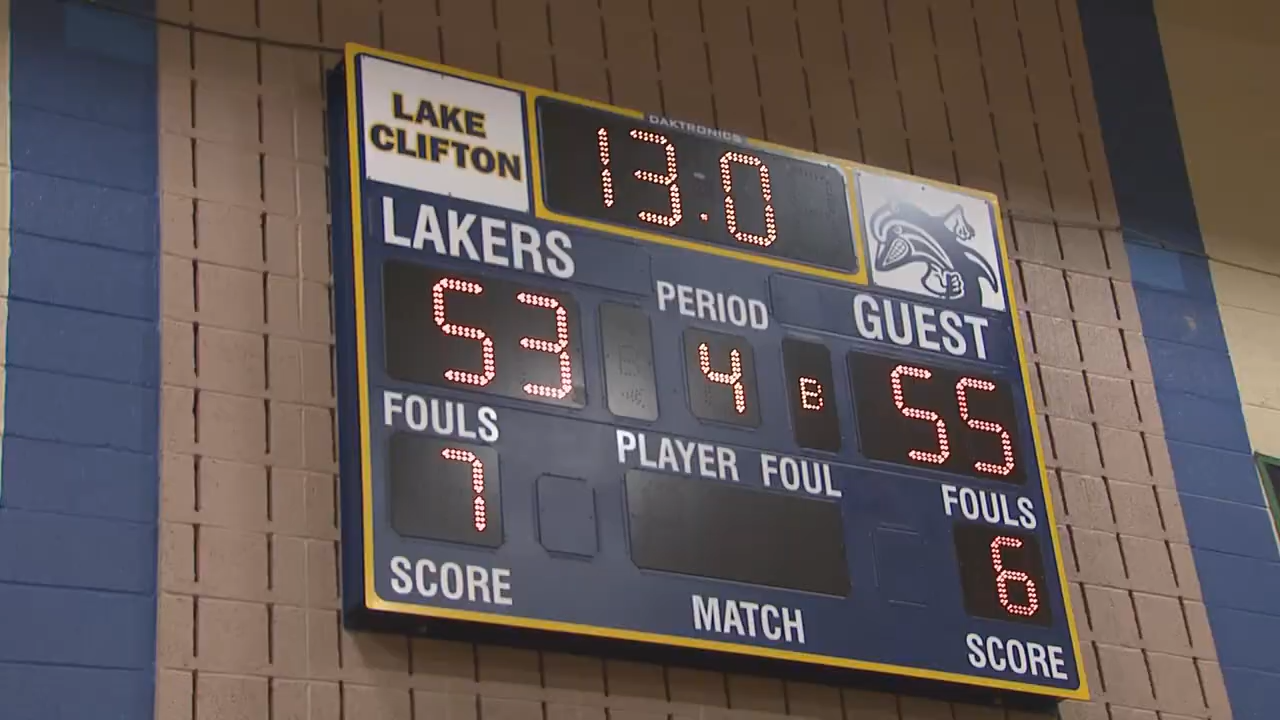 LAKE
CLIFTON
DAKTRONICS
13.0
LAKERS
PERIOD
GUEST
53
4
B
55
FOULS
PLAYER FOUL
FOULS
7
6
SCORE
MATCH
SCORE